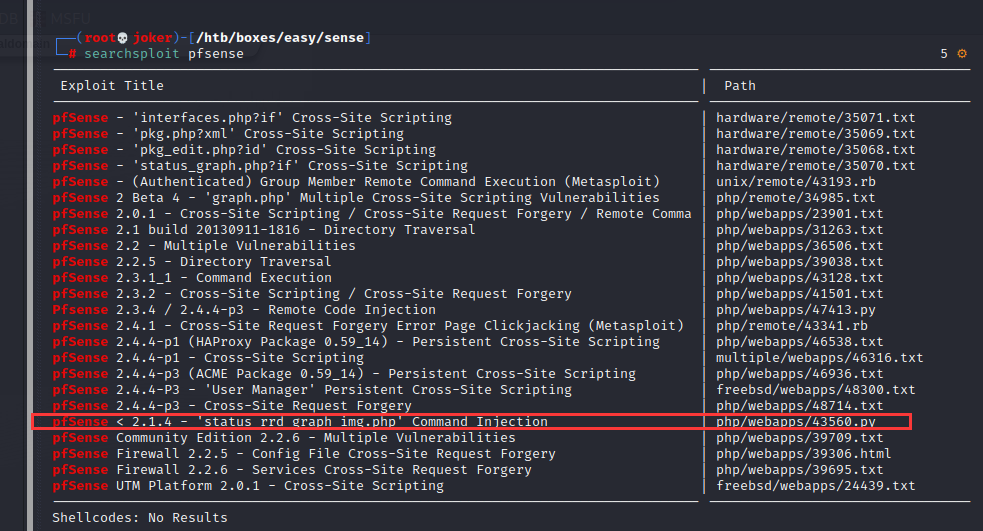 DB MSFU
(root💀joker)-[/htb/boxes/easy/sense]
# searchsploit pfsense 5 ⚙
Exploit Title | Path
pfSense - 'interfaces.php?if' Cross-Site Scripting | hardware/remote/35071.txt
pfSense - 'pkg.php?xml' Cross-Site Scripting | hardware/remote/35069.txt
pfSense - 'pkg_edit.php?id' Cross-Site Scripting | hardware/remote/35068.txt
pfSense - 'status_graph.php?if' Cross-Site Scripting | hardware/remote/35070.txt
pfSense - (Authenticated) Group Member Remote Command Execution (Metasploit) | unix/remote/43193.rb
pfSense 2 Beta 4 - 'graph.php' Multiple Cross-Site Scripting Vulnerabilities | php/remote/34985.txt
pfSense 2.0.1 - Cross-Site Scripting / Cross-Site Request Forgery / Remote Comma | php/webapps/23901.txt
pfSense 2.1 build 20130911-1816 - Directory Traversal | php/webapps/31263.txt
pfSense 2.2 - Multiple Vulnerabilities | php/webapps/36506.txt
pfSense 2.2.5 - Directory Traversal | php/webapps/39038.txt
pfSense 2.3.1_1 - Command Execution | php/webapps/43128.txt
pfSense 2.3.2 - Cross-Site Scripting / Cross-Site Request Forgery | php/webapps/41501.txt
Pfsense 2.3.4 / 2.4.4-p3 - Remote Code Injection | php/webapps/47413.py
pfSense 2.4.1 - Cross-Site Request Forgery Error Page Clickjacking (Metasploit) | php/remote/43341.rb
pfSense 2.4.4-p1 (HAProxy Package 0.59_14) - Persistent Cross-Site Scripting | php/webapps/46538.txt
pfSense 2.4.4-p1 - Cross-Site Scripting | multiple/webapps/46316.txt
pfSense 2.4.4-p3 (ACME Package 0.59_14) - Persistent Cross-Site Scripting | php/webapps/46936.txt
pfSense 2.4.4-P3 - 'User Manager' Persistent Cross-Site Scripting | freebsd/webapps/48300.txt
pfSense 2.4.4-p3 - Cross-Site Request Forgery | php/webapps/48714.txt
pfSense < 2.1.4 - 'status_rrd_graph_img.php' Command Injection | php/webapps/43560.py
pfSense Community Edition 2.2.6 - Multiple Vulnerabilities | php/webapps/39709.txt
pfSense Firewall 2.2.5 - Config File Cross-Site Request Forgery | php/webapps/39306.html
pfSense Firewall 2.2.6 - Services Cross-Site Request Forgery | php/webapps/39695.txt
pfSense UTM Platform 2.0.1 - Cross-Site Scripting | freebsd/webapps/24439.txt
Shellcodes: No Results